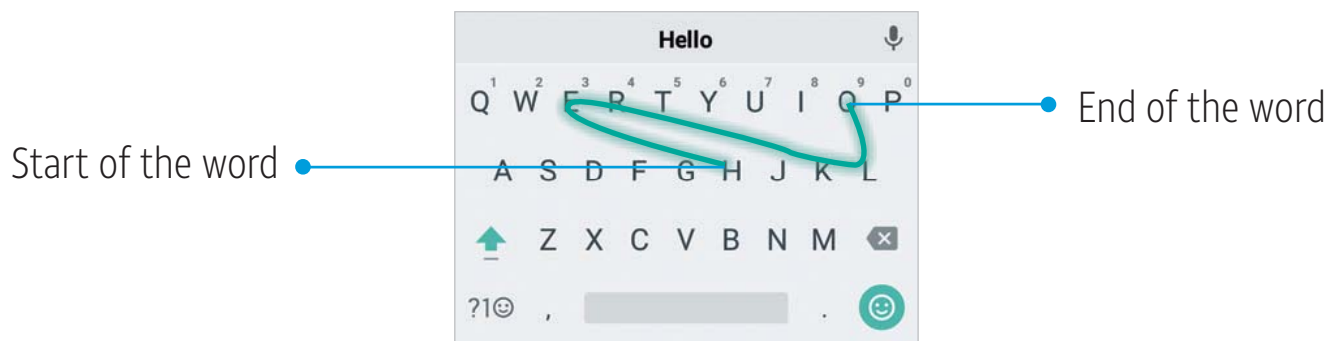 Hello
1 2 3 4 5 6 7 8 9 0
Q W E R T Y U I O P
End of the word
Start of the word
A S D F G H J K L
Z X C V B N M
?1☺ , .